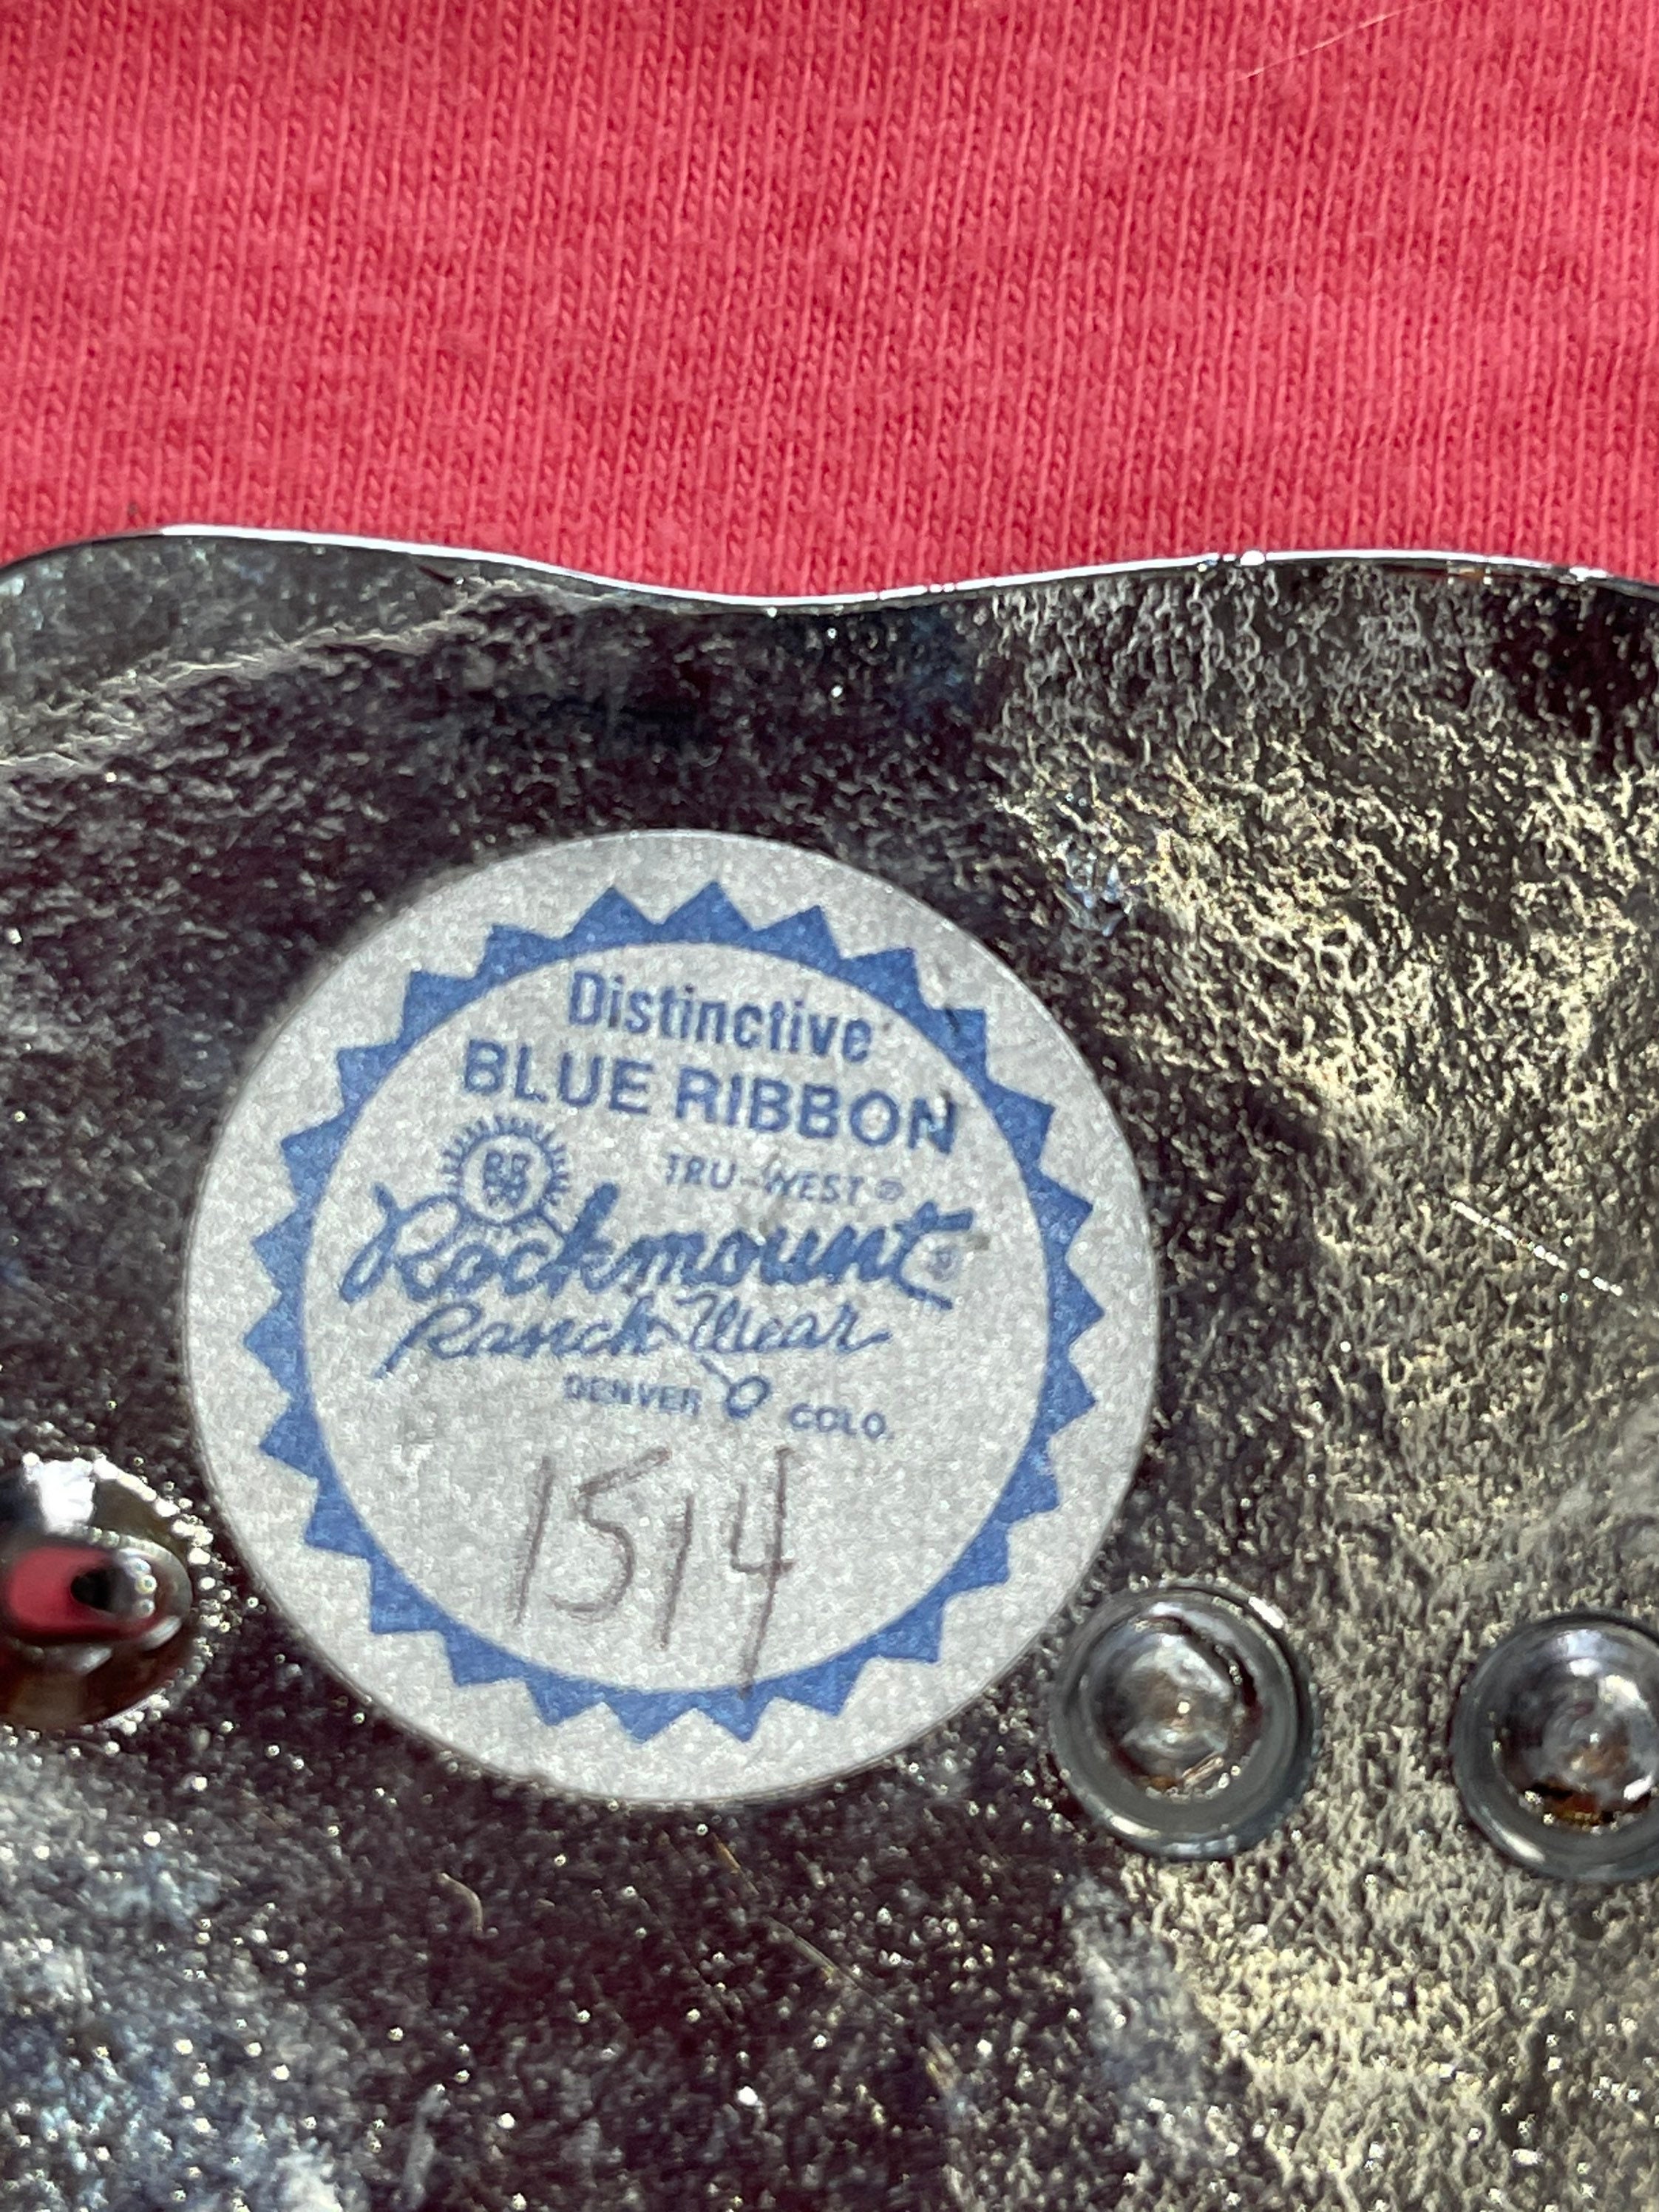 Distinctive
BLUE RIBBON
TRU-WEST ®
Rockmount
Ranch Wear
DENVER COLO.
1514